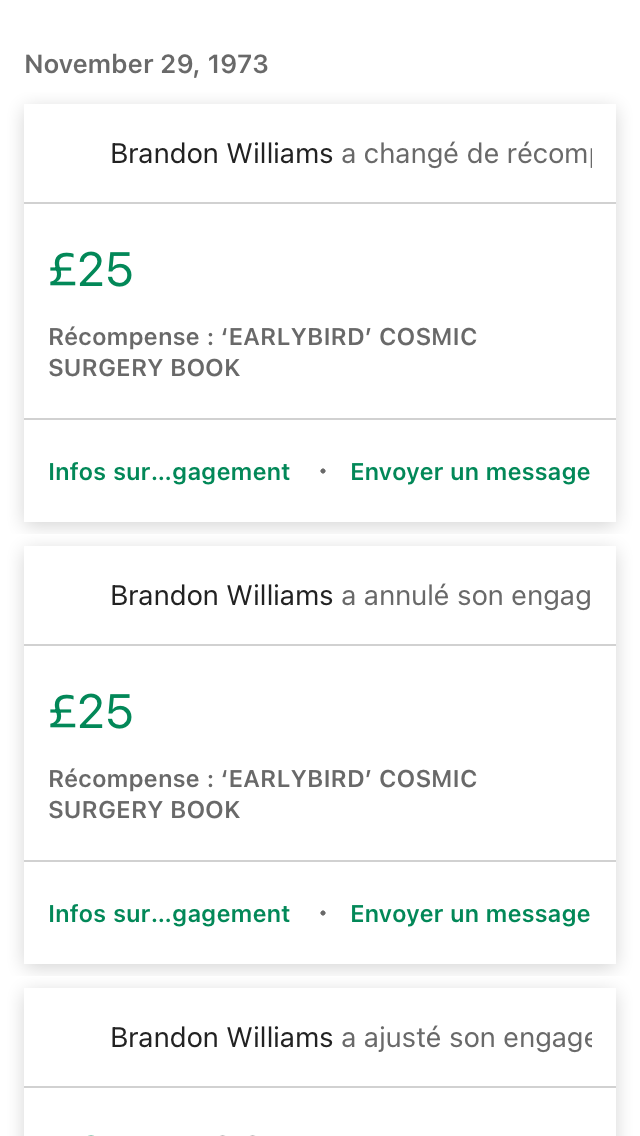 November 29, 1973
Brandon Williams a changé de
£25
Récompense : ‘EARLYBIRD’ COSMIC
SURGERY BOOK
Infos sur…gagement • Envoyer un message
Brandon Williams a annulé son engag
£25
Récompense : ‘EARLYBIRD’ COSMIC
SURGERY BOOK
Infos sur…gagement • Envoyer un message
Brandon Williams a ajusté son engage